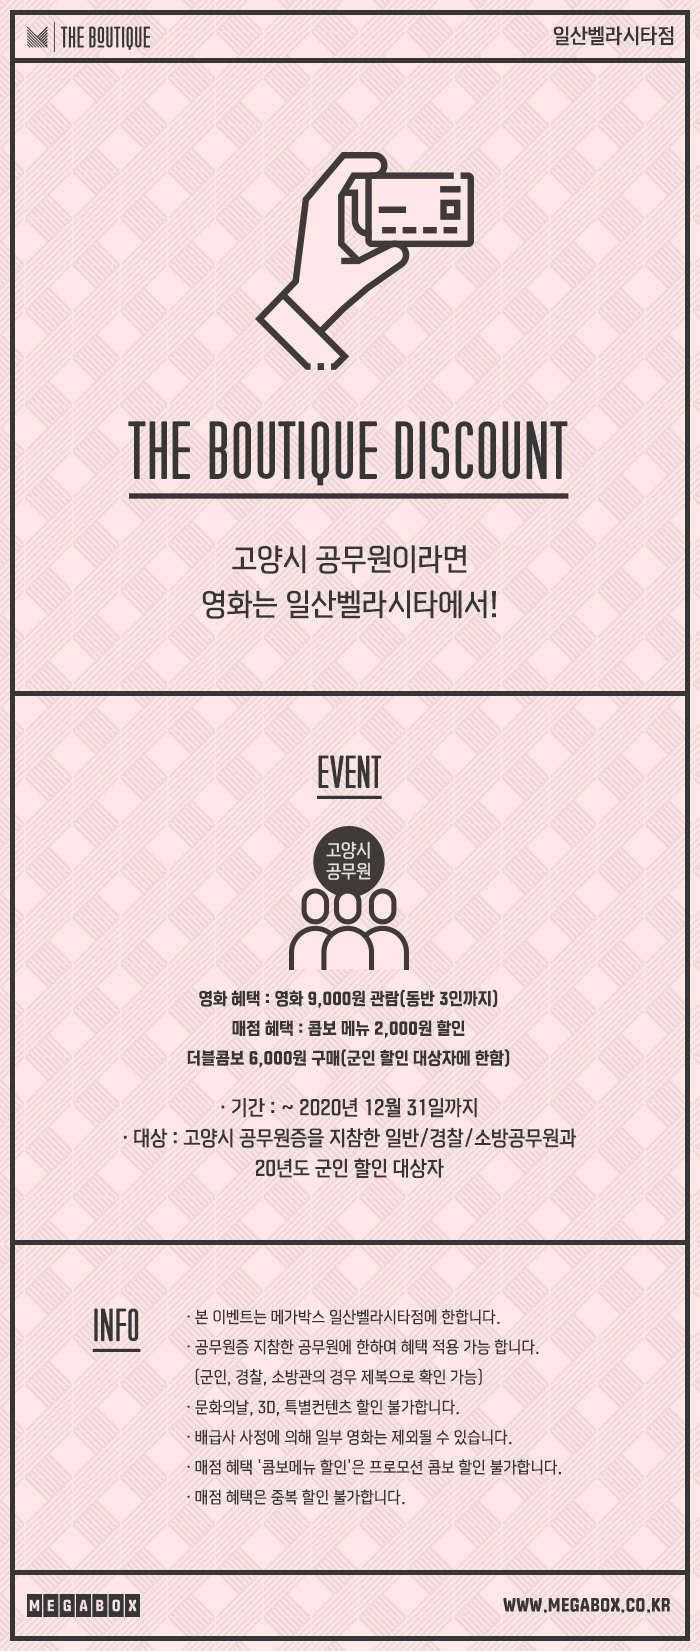 THE BOUTIQUE
일산벨라시타점
THE BOUTIQUE DISCOUNT
고양시 공무원이라면
영화는 일산벨라시타에서!
EVENT
고양시
공무원
영화 혜택 : 영화 9,000원 관람(동반 3인까지)
매점 혜택 : 콤보 메뉴 2,000원 할인
더블콤보 6,000원 구매(군인 할인 대상자에 한함)
· 기간 : ~ 2020년 12월 31일까지
· 대상 : 고양시 공무원증을 지참한 일반/경찰/소방공무원과
20년도 군인 할인 대상자
INFO
· 본 이벤트는 메가박스 일산벨라시타점에 한합니다.
· 공무원증 지참한 공무원에 한하여 혜택 적용 가능 합니다.
(군인, 경찰, 소방관의 경우 제복으로 확인 가능)
· 문화의날, 3D, 특별컨텐츠 할인 불가합니다.
· 배급사 사정에 의해 일부 영화는 제외될 수 있습니다.
· 매점 혜택 '콤보메뉴 할인'은 프로모션 콤보 할인 불가합니다.
· 매점 혜택은 중복 할인 불가합니다.
MEGABOX
WWW.MEGABOX.CO.KR